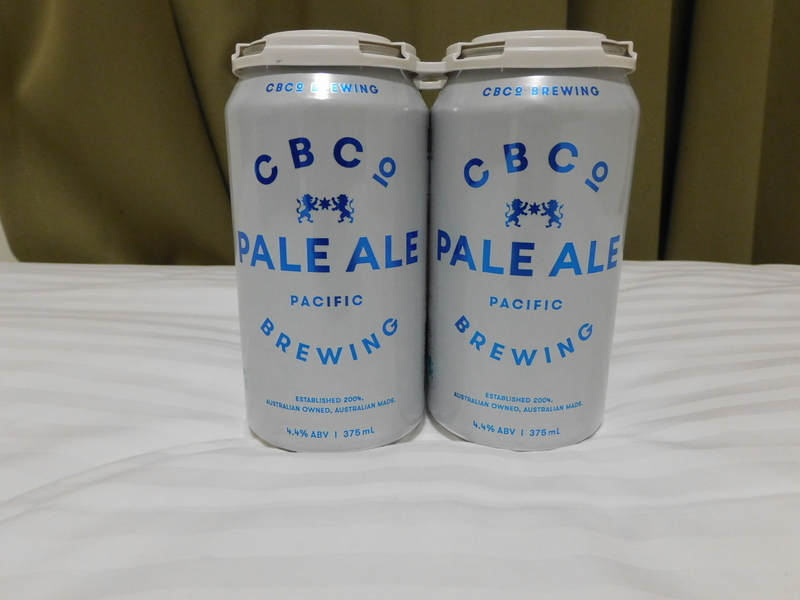 CBCo BREWING
CBCo
PALE ALE
PACIFIC
BREWING
ESTABLISHED 2004.
AUSTRALIAN OWNED, AUSTRALIAN MADE.
4.4% ABV | 375mL
CBCo BREWING
CBCo
PALE ALE
PACIFIC
BREWING
ESTABLISHED 2004.
AUSTRALIAN OWNED, AUSTRALIAN MADE.
4.4% ABV | 375mL